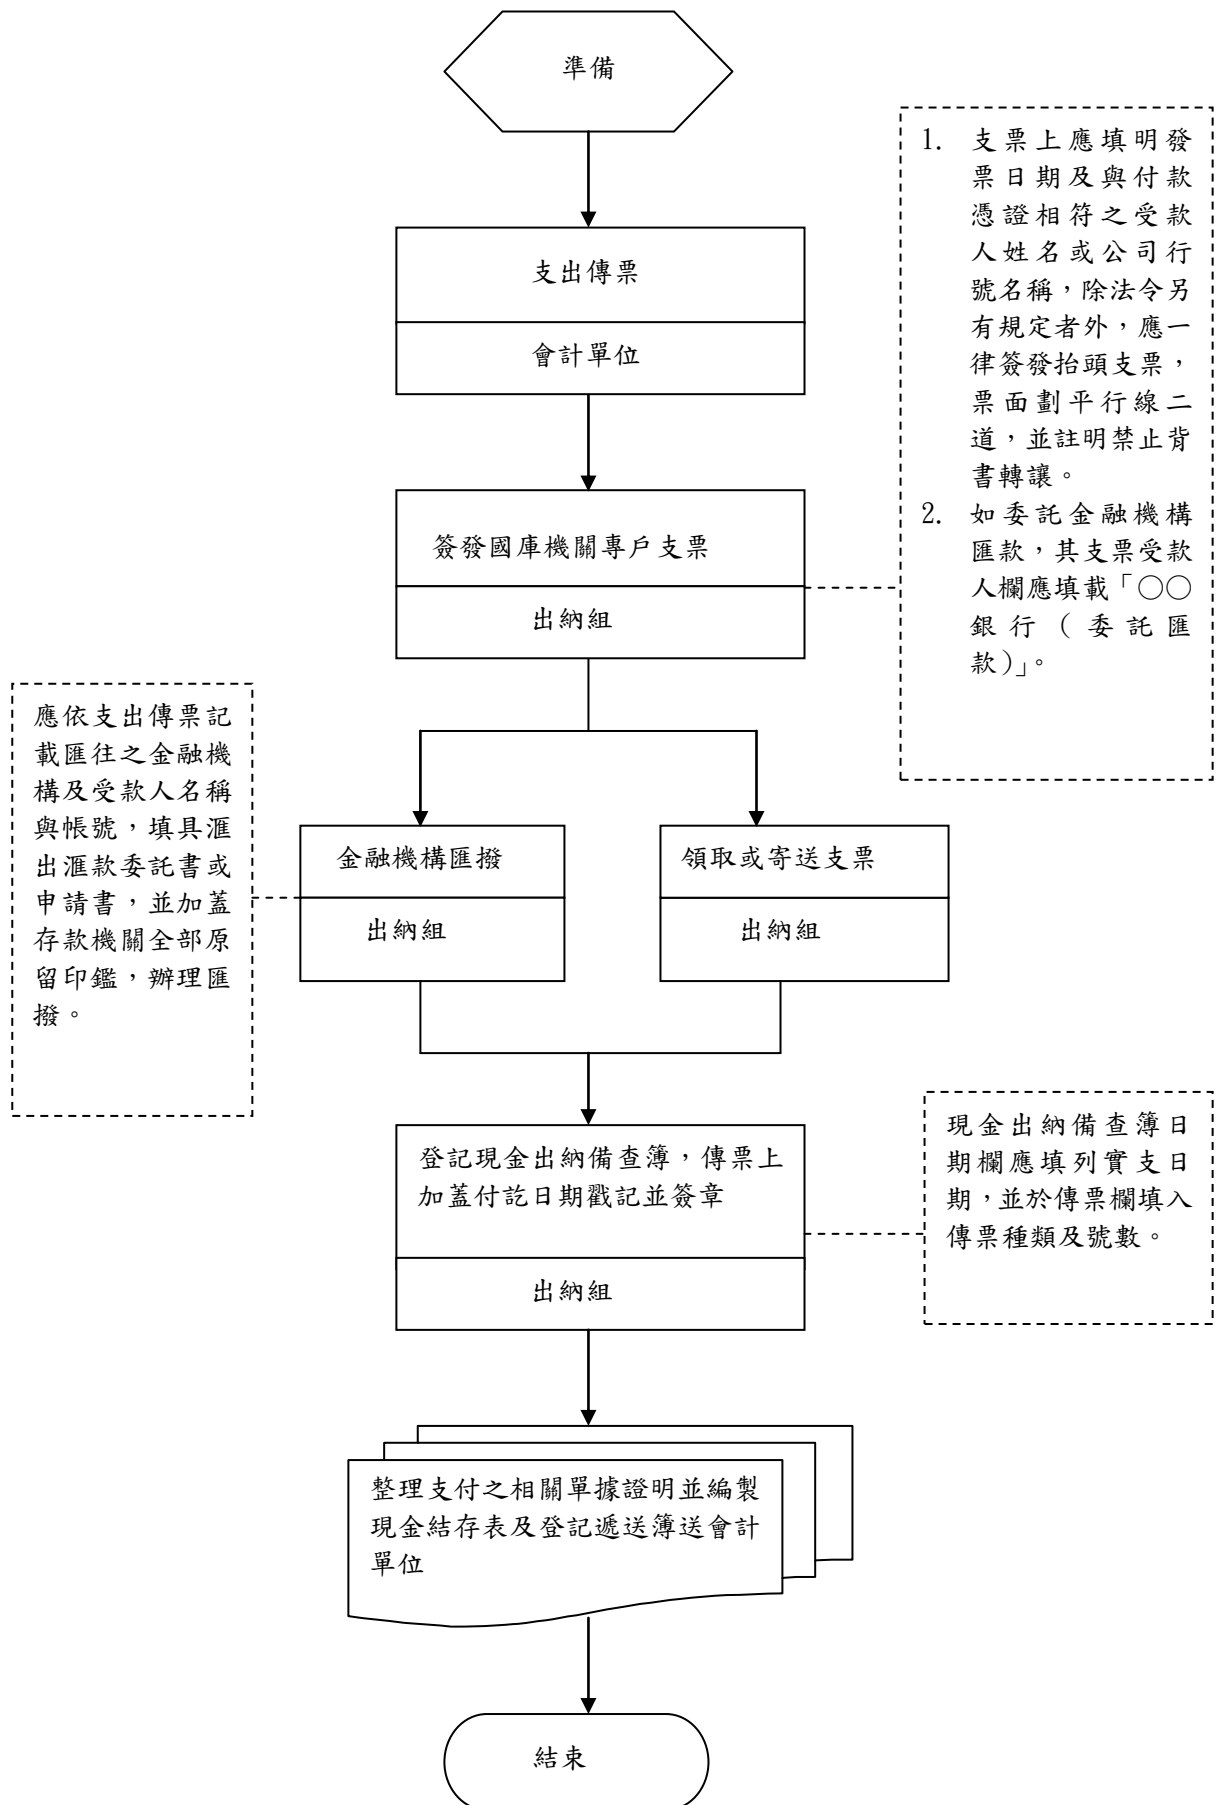 準備
1. 支票上應填明發
票日期及與付款
憑證相符之受款
人姓名或公司行
號名稱，除法令另
有規定者外，應一
律簽發抬頭支票，
票面劃平行線二
道，並註明禁止背
書轉讓。
2. 如委託金融機構
匯款，其支票受款
人欄應填載「○○
銀行（委託匯
款）」。
支出傳票
會計單位
簽發國庫機關專戶支票
出納組
應依支出傳票記
載匯往之金融機
構及受款人名稱
與帳號，填具滙
出滙款委託書或
申請書，並加蓋
存款機關全部原
留印鑑，辦理匯
撥。
金融機構匯撥
出納組
領取或寄送支票
出納組
登記現金出納備查簿，傳票上
加蓋付訖日期戳記並簽章
出納組
現金出納備查簿日
期欄應填列實支日
期，並於傳票欄填入
傳票種類及號數。
整理支付之相關單據證明並編製
現金結存表及登記遞送簿送會計
單位
結束